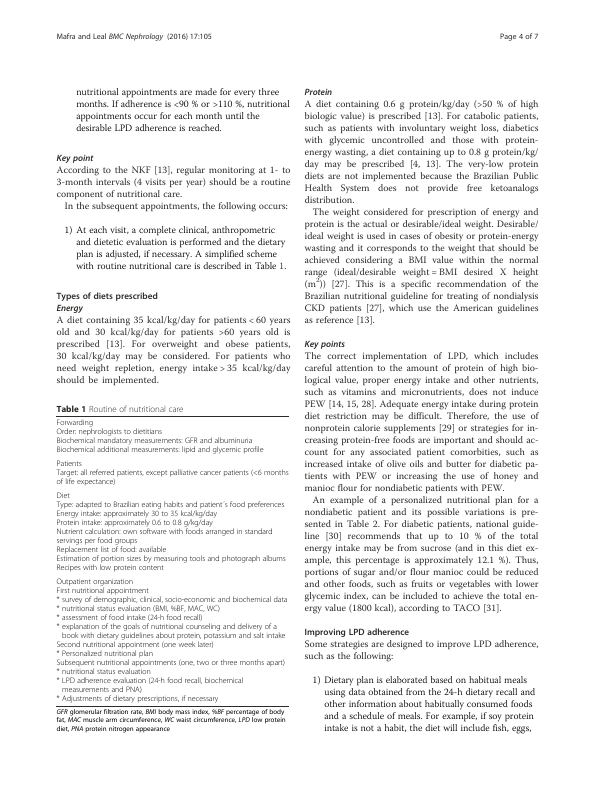 Mafra and Leal BMC Nephrology (2016) 17:105
Page 4 of 7
nutritional appointments are made for every three
months. If adherence is <90 % or >110 %, nutritional
appointments occur for each month until the
desirable LPD adherence is reached.
Key point
According to the NKF [13], regular monitoring at 1- to
3-month intervals (4 visits per year) should be a routine
component of nutritional care.
In the subsequent appointments, the following occurs:
1) At each visit, a complete clinical, anthropometric
and dietetic evaluation is performed and the dietary
plan is adjusted, if necessary. A simplified scheme
with routine nutritional care is described in Table 1.
Types of diets prescribed
Energy
A diet containing 35 kcal/kg/day for patients < 60 years
old and 30 kcal/kg/day for patients >60 years old is
prescribed [13]. For overweight and obese patients,
30 kcal/kg/day may be considered. For patients who
need weight repletion, energy intake > 35 kcal/kg/day
should be implemented.
Table 1 Routine of nutritional care
Forwarding
Order: nephrologists to dietitians
Biochemical mandatory measurements: GFR and albuminuria
Biochemical additional measurements: lipid and glycemic profile
Patients
Target: all referred patients, except palliative cancer patients (<6 months
of life expectance)
Diet
Type: adapted to Brazilian eating habits and patient´s food preferences
Energy intake: approximately 30 to 35 kcal/kg/day
Protein intake: approximately 0.6 to 0.8 g/kg/day
Nutrient calculation: own software with foods arranged in standard
servings per food groups
Replacement list of food: available
Estimation of portion sizes by measuring tools and photograph albums
Recipes with low protein content
Outpatient organization
First nutritional appointment
* survey of demographic, clinical, socio-economic and biochemical data
* nutritional status evaluation (BMI, %BF, MAC, WC)
* assessment of food intake (24-h food recall)
* explanation of the goals of nutritional counseling and delivery of a
book with dietary guidelines about protein, potassium and salt intake
Second nutritional appointment (one week later)
* Personalized nutritional plan
Subsequent nutritional appointments (one, two or three months apart)
* nutritional status evaluation
* LPD adherence evaluation (24-h food recall, biochemical
measurements and PNA)
* Adjustments of dietary prescriptions, if necessary
GFR glomerular filtration rate, BMI body mass index, %BF percentage of body
fat, MAC muscle arm circumference, WC waist circumference, LPD low protein
diet, PNA protein nitrogen appearance
Protein
A diet containing 0.6 g protein/kg/day (>50 % of high
biologic value) is prescribed [13]. For catabolic patients,
such as patients with involuntary weight loss, diabetics
with glycemic uncontrolled and those with protein-
energy wasting, a diet containing up to 0.8 g protein/kg/
day may be prescribed [4, 13]. The very-low protein
diets are not implemented because the Brazilian Public
Health System does not provide free ketoanalogs
distribution.
The weight considered for prescription of energy and
protein is the actual or desirable/ideal weight. Desirable/
ideal weight is used in cases of obesity or protein-energy
wasting and it corresponds to the weight that should be
achieved considering a BMI value within the normal
range (ideal/desirable weight = BMI desired X height
(m²)) [27]. This is a specific recommendation of the
Brazilian nutritional guideline for treating of nondialysis
CKD patients [27], which use the American guidelines
as reference [13].
Key points
The correct implementation of LPD, which includes
careful attention to the amount of protein of high bio-
logical value, proper energy intake and other nutrients,
such as vitamins and micronutrients, does not induce
PEW [14, 15, 28]. Adequate energy intake during protein
diet restriction may be difficult. Therefore, the use of
nonprotein calorie supplements [29] or strategies for in-
creasing protein-free foods are important and should ac-
count for any associated patient comorbities, such as
increased intake of olive oils and butter for diabetic pa-
tients with PEW or increasing the use of honey and
manioc flour for nondiabetic patients with PEW.
An example of a personalized nutritional plan for a
nondiabetic patient and its possible variations is pre-
sented in Table 2. For diabetic patients, national guide-
line [30] recommends that up to 10 % of the total
energy intake may be from sucrose (and in this diet ex-
ample, this percentage is approximately 12.1 %). Thus,
portions of sugar and/or flour manioc could be reduced
and other foods, such as fruits or vegetables with lower
glycemic index, can be included to achieve the total en-
ergy value (1800 kcal), according to TACO [31].
Improving LPD adherence
Some strategies are designed to improve LPD adherence,
such as the following:
1) Dietary plan is elaborated based on habitual meals
using data obtained from the 24-h dietary recall and
other information about habitually consumed foods
and a schedule of meals. For example, if soy protein
intake is not a habit, the diet will include fish, eggs,